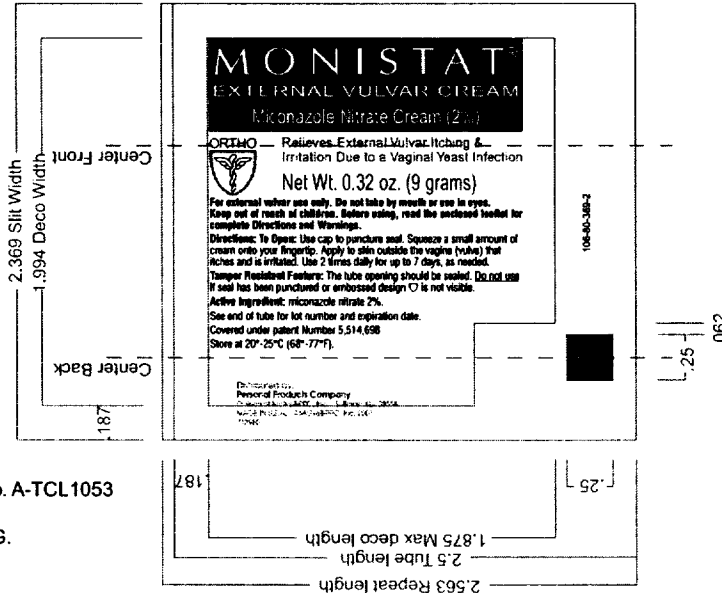 MONISTAT
EXTERNAL VULVAR CREAM
Miconazole Nitrate Cream (2%)
ORTHO
Relieves External Vulvar Itching &
Irritation Due to a Vaginal Yeast Infection
Net Wt. 0.32 oz. (9 grams)
For external vulvar use only. Do not take by mouth or use in eyes.
Keep out of reach of children. Before using, read the enclosed leaflet for
complete Directions and Warnings.
Directions: To Open: Use cap to puncture seal. Squeeze a small amount of
cream onto your fingertip. Apply to skin outside the vagina (vulva) that
itches and is irritated. Use 2 times daily for up to 7 days, as needed.
Tamper Resistant Feature: The tube opening should be sealed. Do not use
if seal has been punctured or embossed design is not visible.
Active Ingredient: miconazole nitrate 2%.
See end of tube for lot number and expiration date.
Covered under patent Number 5,514,698
Store at 20°-25°C (68°-77°F).
Distributed by:
Personal Products Company
2.369 Slit Width
1.994 Deco Width
Center Front
Center Back
.187
106-80-369-2
.062
.25
A-TCL1053
G.
.187
.25
1.875 Max deco length
2.5 Tube length
2.563 Repeat length